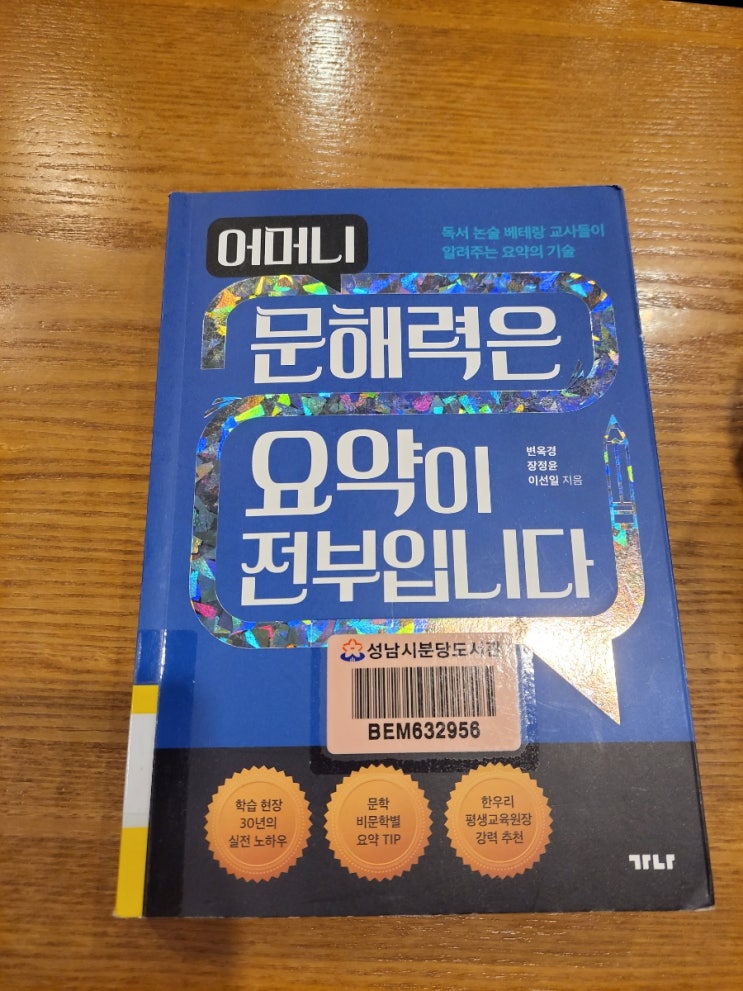 어머니
독서 논술 베테랑 교사들이
알려주는 요약의 기술
문해력은
요약이
전부입니다
변옥경
장정윤
이선일 지음
성남시분당도서관
BEM632956
학습 현장
30년의
실전 노하우
문학
비문학별
요약 TIP
한우리
평생교육원장
강력 추천
가나